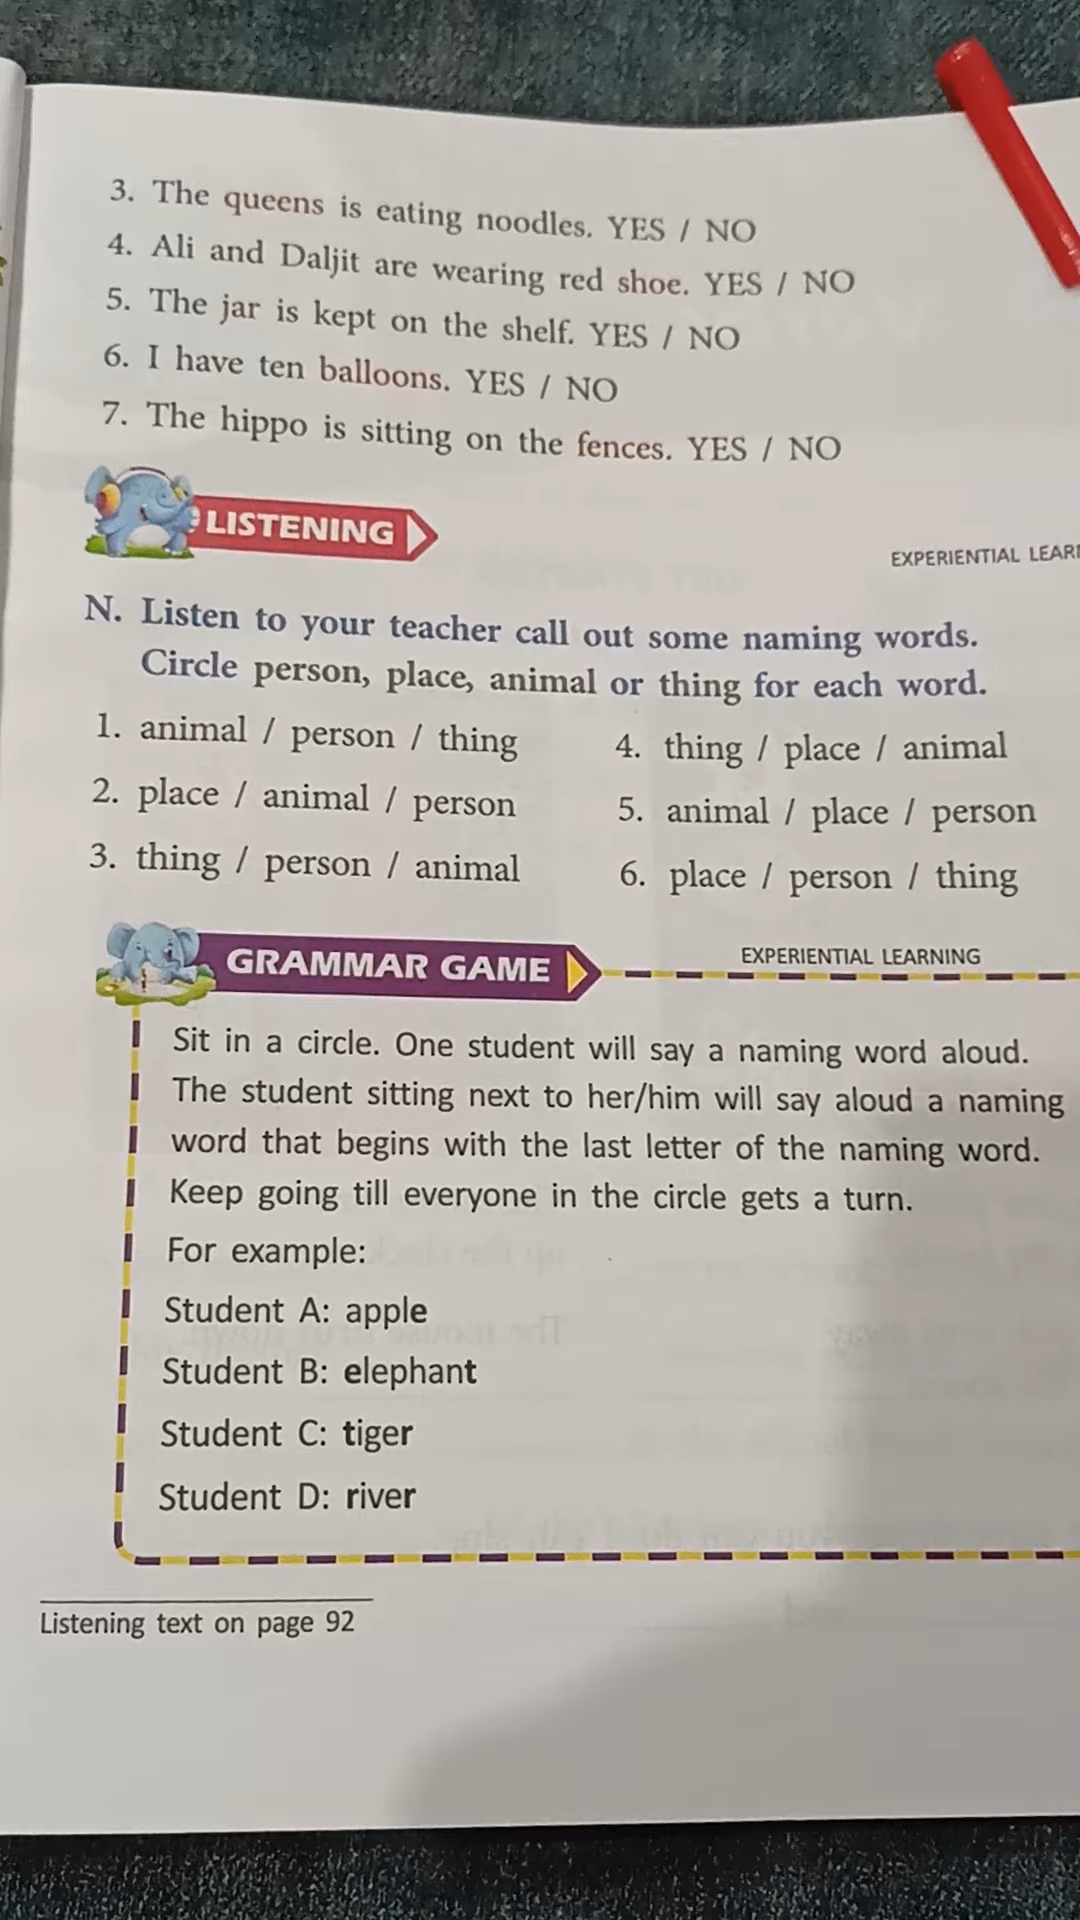 3. The queens is eating noodles. YES / NO
4. Ali and Daljit are wearing red shoe. YES / NO
5. The jar is kept on the shelf. YES / NO
6. I have ten balloons. YES / NO
7. The hippo is sitting on the fences. YES / NO
LISTENING
EXPERIENTIAL
N. Listen to your teacher call out some naming words.
Circle person, place, animal or thing for each word.
1. animal / person / thing
2. place / animal / person
3. thing / person / animal
4. thing / place / animal
5. animal / place / person
6. place / person / thing
GRAMMAR GAME
EXPERIENTIAL LEARNING
Sit in a circle. One student will say a naming word aloud.
The student sitting next to her/him will say aloud a naming
word that begins with the last letter of the naming word.
Keep going till everyone in the circle gets a turn.
For example:
Student A: apple
Student B: elephant
Student C: tiger
Student D: river
Listening text on page 92